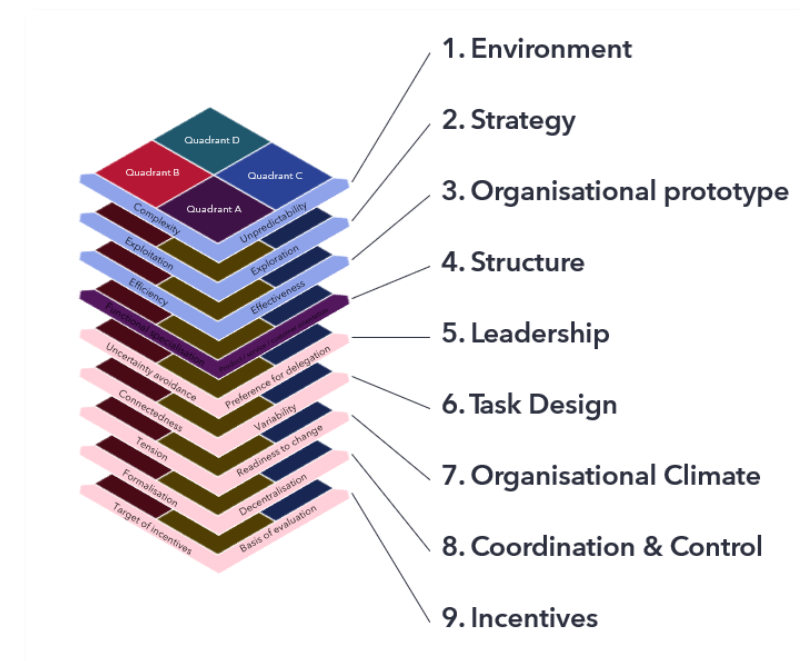 1. Environment
2. Strategy
3. Organisational prototype
4. Structure
5. Leadership
6. Task Design
7. Organisational Climate
8. Coordination & Control
9. Incentives
Quadrant D
Quadrant B
Quadrant C
Quadrant A
Complexity
Unpredictability
Exploitation
Exploration
Efficiency
Effectiveness
Functional specialisation
Uncertainty avoidance
Preference for delegation
Connectedness
Variability
Tension
Readiness to change
Formalisation
Decentralisation
Target of incentives
Basis of evaluation